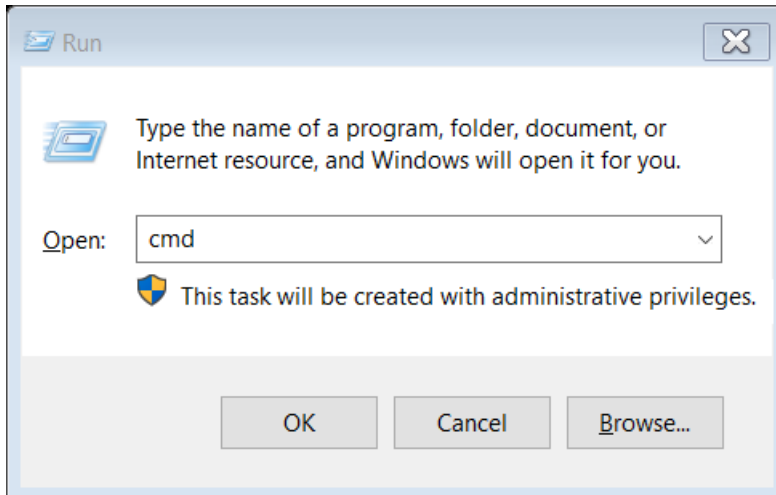 Run
Type the name of a program, folder, document, or
Internet resource, and Windows will open it for you.
Open: cmd
This task will be created with administrative privileges.
OK Cancel Browse...